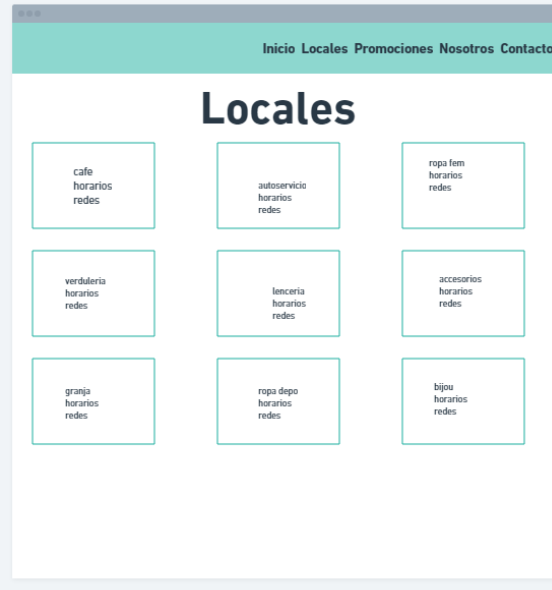 Inicio Locales Promociones Nosotros Contacto
Locales
cafe
horarios
redes
autoservicio
horarios
redes
ropa fem
horarios
redes
verduleria
horarios
redes
lenceria
horarios
redes
accesorios
horarios
redes
granja
horarios
redes
ropa depo
horarios
redes
bijou
horarios
redes